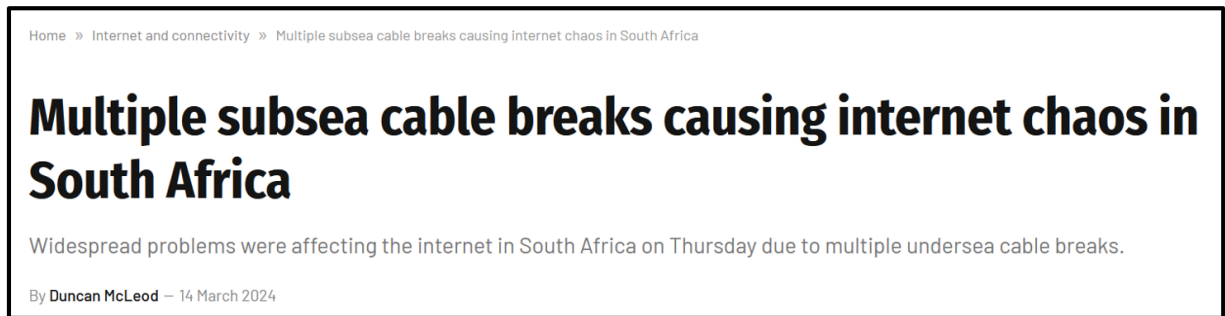 Home » Internet and connectivity » Multiple subsea cable breaks causing internet chaos in South Africa
Multiple subsea cable breaks causing internet chaos in
South Africa
Widespread problems were affecting the internet in South Africa on Thursday due to multiple undersea cable breaks.
By Duncan McLeod — 14 March 2024